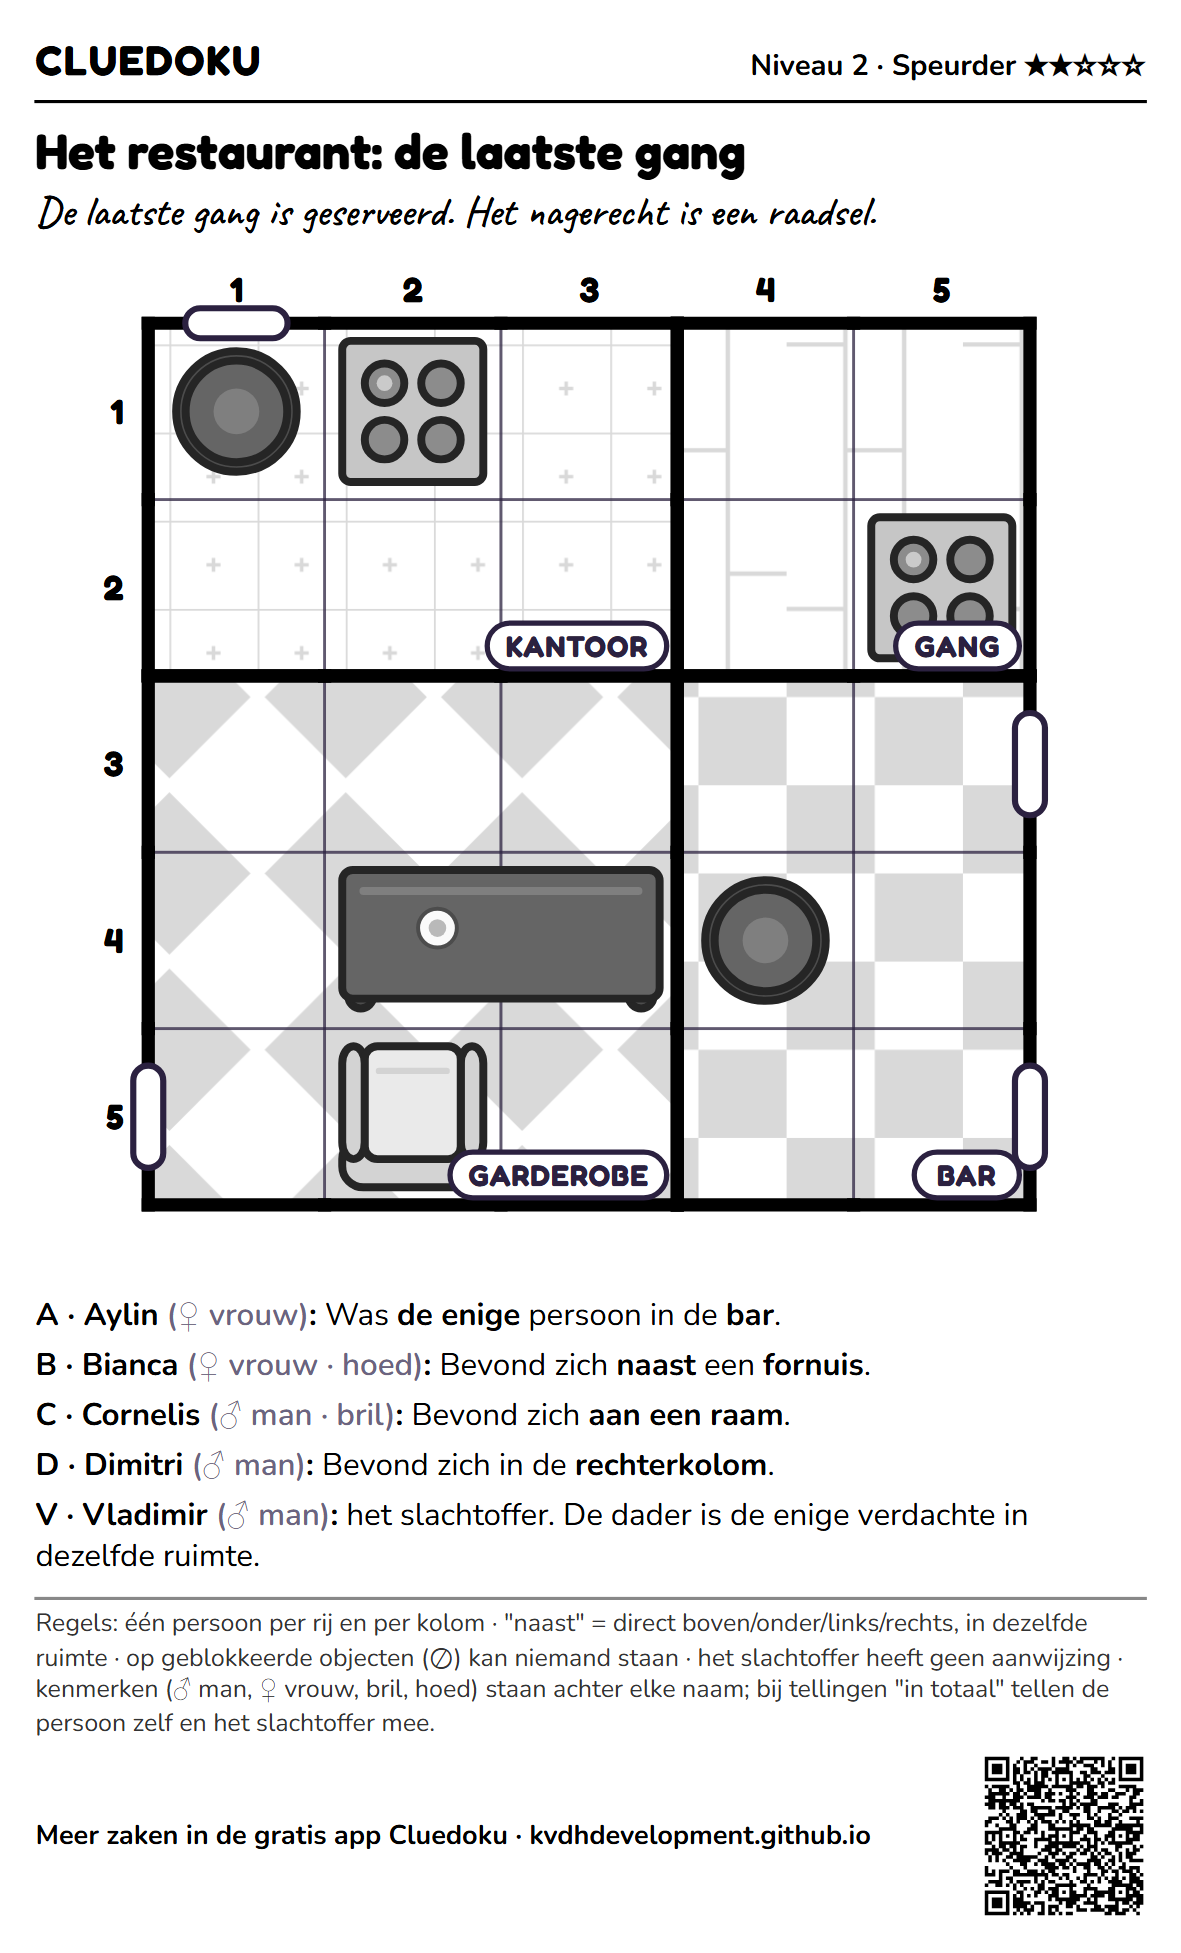 CLUEDOKU
Niveau 2 · Speurder ★★☆☆☆
Het restaurant: de laatste gang
De laatste gang is geserveerd. Het nagerecht is een raadsel.
1 2 3 4 5
1
2
KANTOOR
GANG
3
4
5
GARDEROBE
BAR
A · Aylin (♀ vrouw): Was de enige persoon in de bar.
B · Bianca (♀ vrouw · hoed): Bevond zich naast een fornuis.
C · Cornelis (♂ man · bril): Bevond zich aan een raam.
D · Dimitri (♂ man): Bevond zich in de rechterkolom.
V · Vladimir (♂ man): het slachtoffer. De dader is de enige verdachte in
dezelfde ruimte.
Regels: één persoon per rij en per kolom · "naast" = direct boven/onder/links/rechts, in dezelfde
ruimte · op geblokkeerde objecten (⊘) kan niemand staan · het slachtoffer heeft geen aanwijzing ·
kenmerken (♂ man, ♀ vrouw, bril, hoed) staan achter elke naam; bij tellingen "in totaal" tellen de
persoon zelf en het slachtoffer mee.
Meer zaken in de gratis app Cluedoku · kvdhdevelopment.github.io